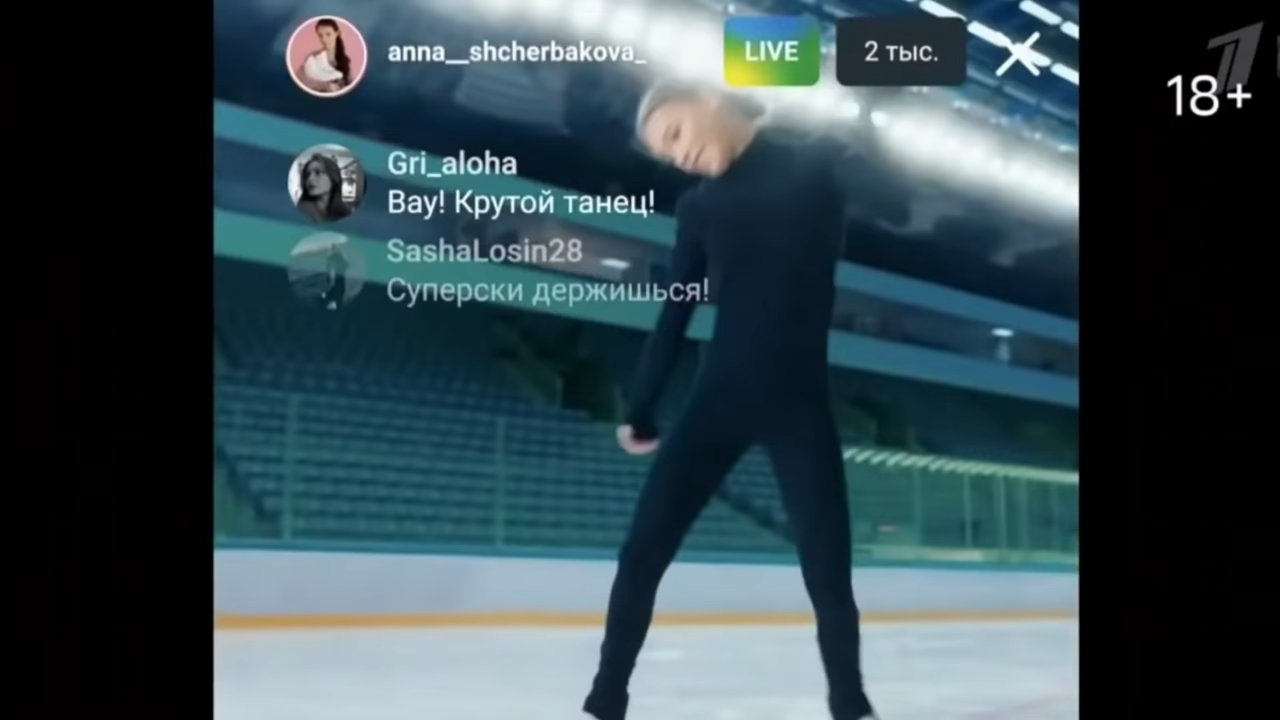 anna__shcherbakova_
LIVE
2 тыс.
18+
Gri_aloha
Вау! Крутой танец!
SashaLosin28
Суперски держишься!